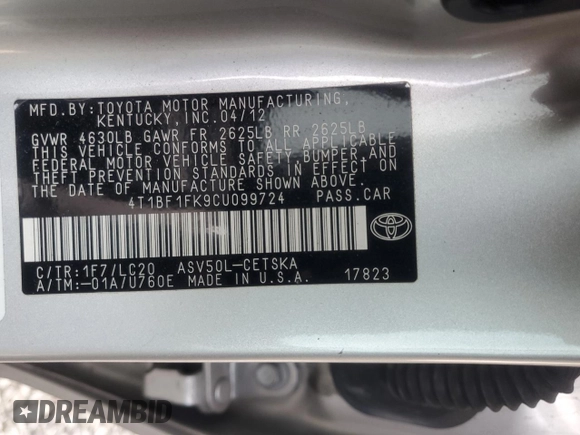 MFD.BY:TOYOTA MOTOR MANUFACTURING,
KENTUCKY,INC.04/12
GVWR 4630LB GAWR FR 2625LB RR 2625LB
THIS VEHICLE CONFORMS TO ALL APPLICABLE
FEDERAL MOTOR VEHICLE SAFETY,BUMPER,AND
THEFT PREVENTION STANDARDS IN EFFECT ON
THE DATE OF MANUFACTURE SHOWN ABOVE.
4T1BF1FK9CU099724 PASS.CAR
C/TR:1F7/LC20 ASV50L-CETSKA
A/TM:-01A/U760E MADE IN U.S.A. 17823
DREAMBID